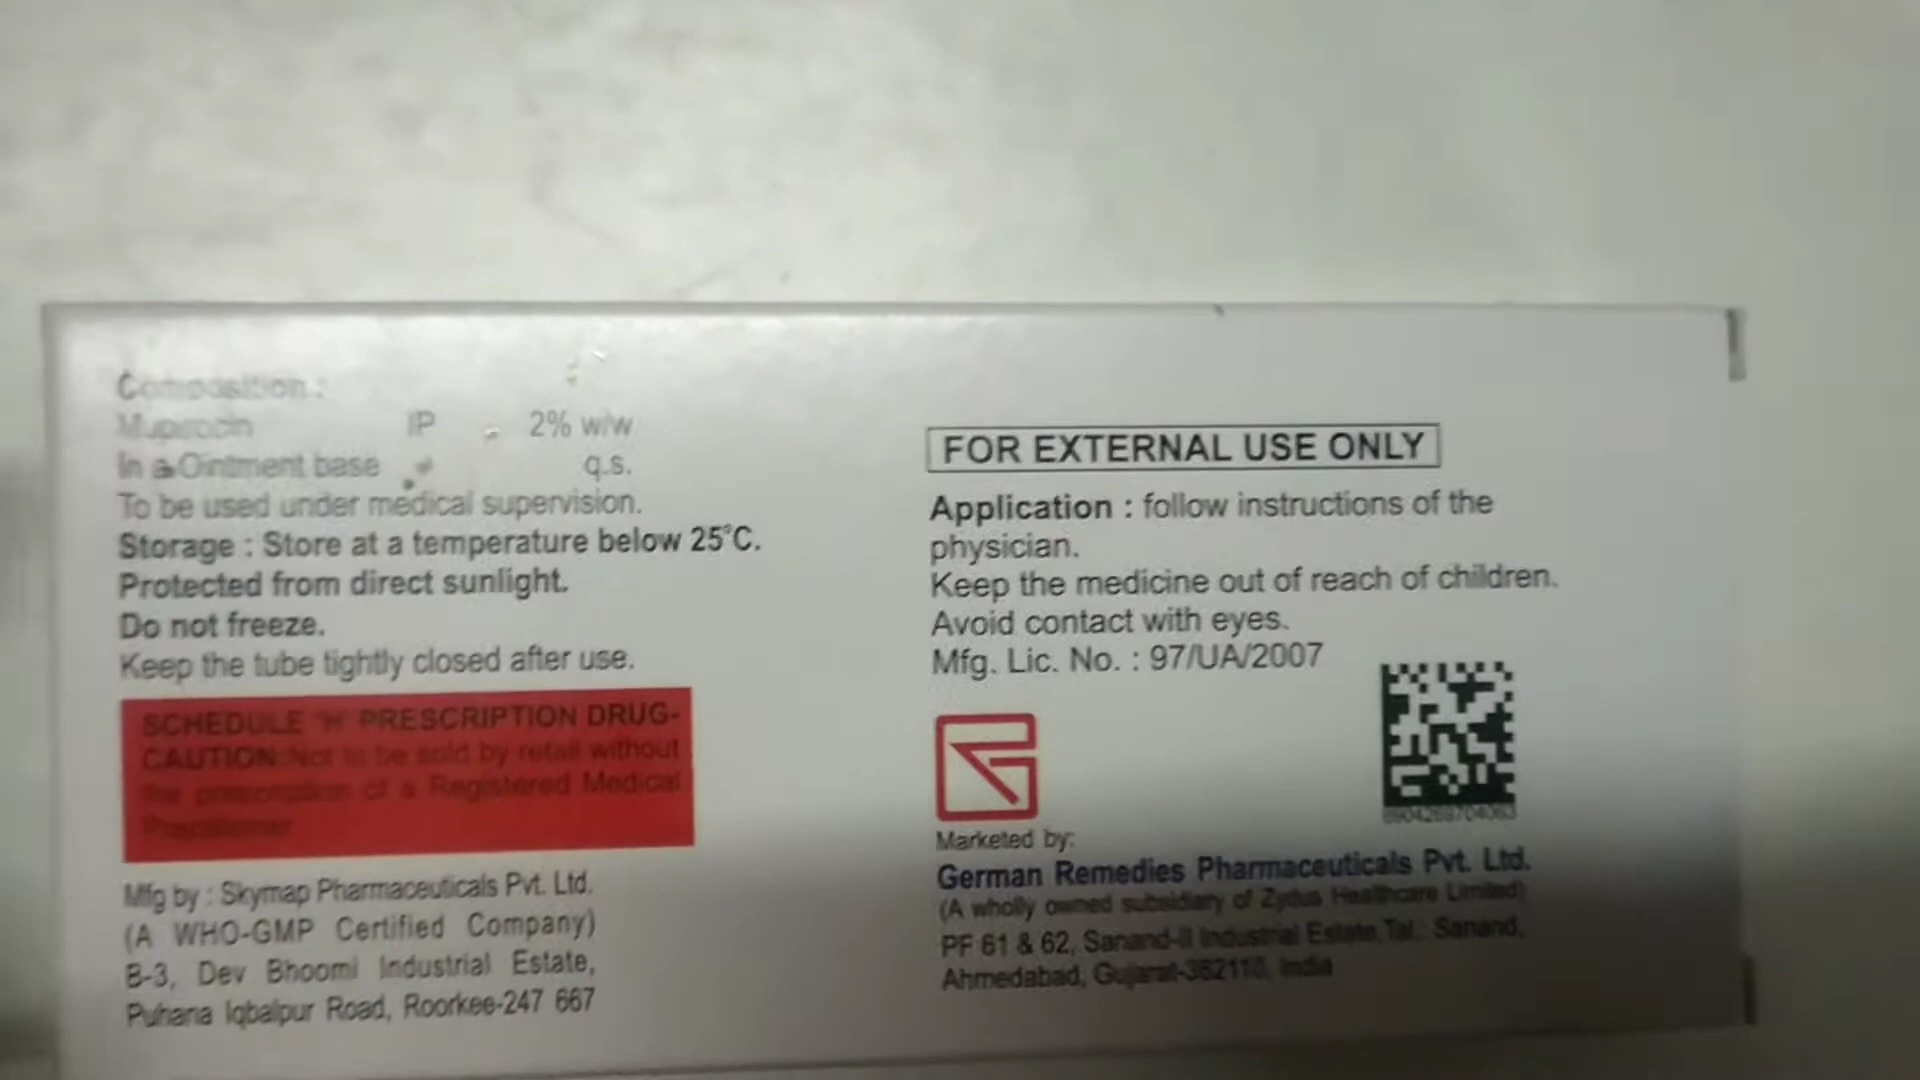 Composition :
Mupirocin IP 2% w/w
In a Ointment base q.s.
To be used under medical supervision.
Storage : Store at a temperature below 25°C.
Protected from direct sunlight.
Do not freeze.
Keep the tube tightly closed after use.
SCHEDULE 'H' PRESCRIPTION DRUG-
CAUTION: Not to be sold by retail without
the prescription of a Registered Medical
Practitioner
Mfg by : Skymap Pharmaceuticals Pvt. Ltd.
(A WHO-GMP Certified Company)
B-3, Dev Bhoomi Industrial Estate,
Puhana Iqbalpur Road, Roorkee-247 667
FOR EXTERNAL USE ONLY
Application : follow instructions of the
physician.
Keep the medicine out of reach of children.
Avoid contact with eyes.
Mfg. Lic. No. : 97/UA/2007
Marketed by:
German Remedies Pharmaceuticals Pvt. Ltd.
(A wholly owned subsidiary of Zydus Healthcare Limited)
PF 61 & 62, Sanand-II Industrial Estate, Tal.: Sanand,
Ahmedabad, Gujarat-382110, India